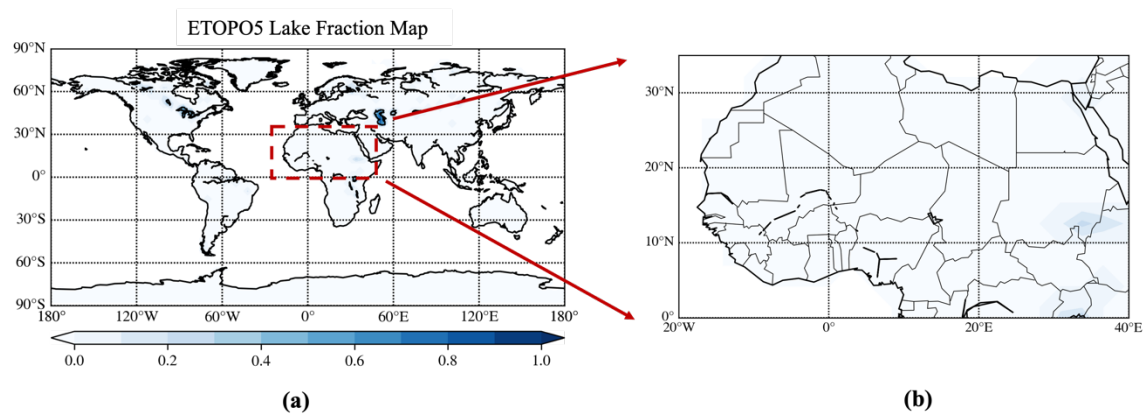 ETOPO5 Lake Fraction Map
90°N
60°N
30°N
0°
30°S
60°S
90°S
180° 120°W 60°W 0° 60°E 120°E 180°
0.0 0.2 0.4 0.6 0.8 1.0
(a)
30°N
20°N
10°N
0°
20°W 0° 20°E 40°E
(b)